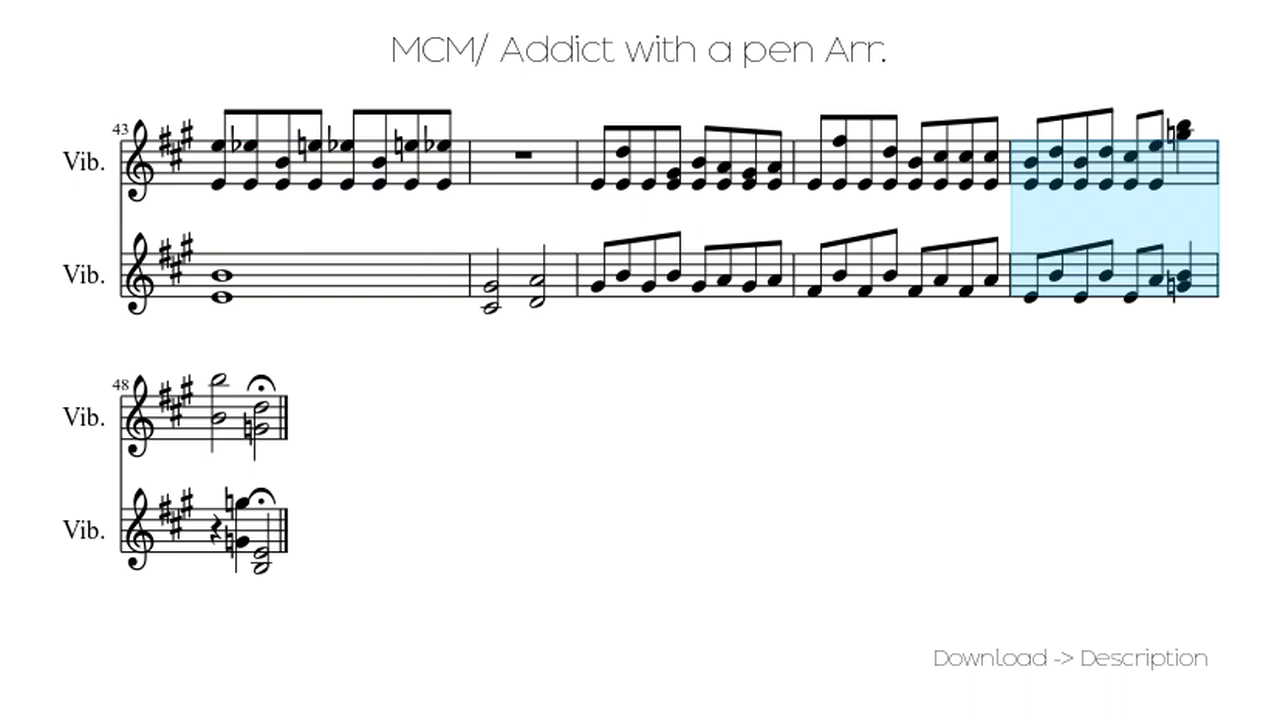 MCM/ Addict with a pen Arr.
43
Vib.
Vib.
48
Vib.
Vib.
Download -> Description